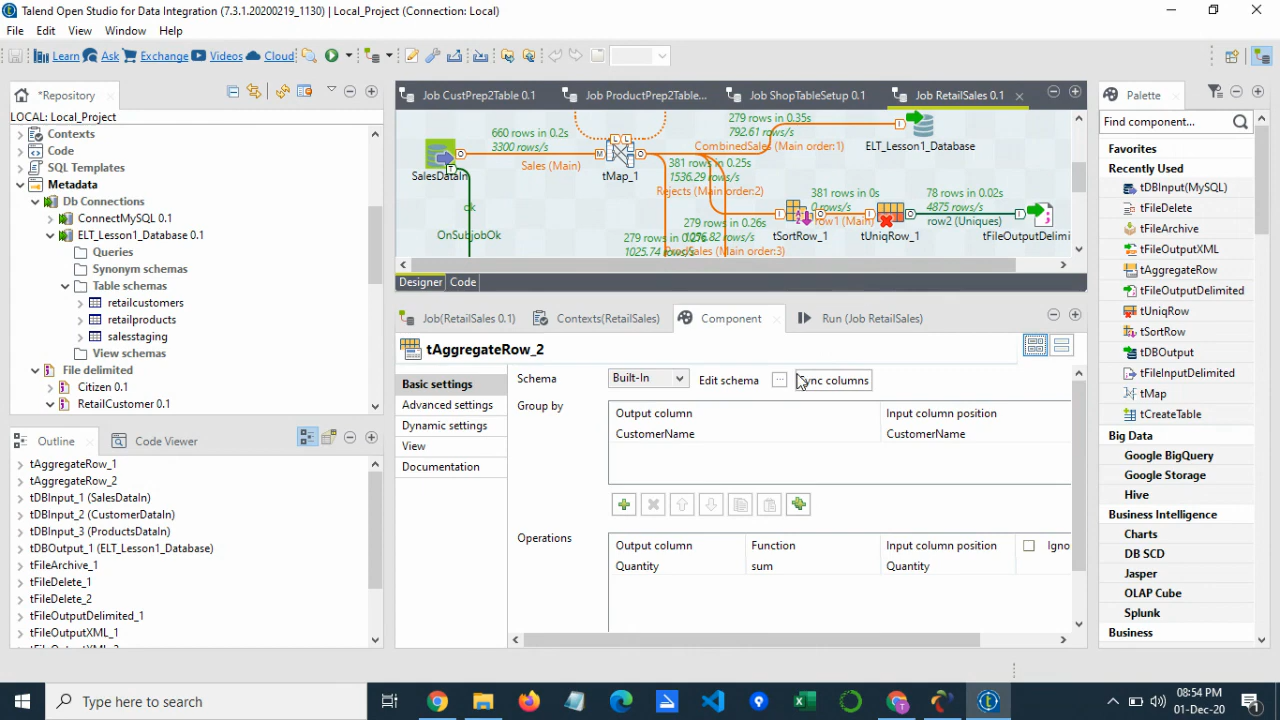 Talend Open Studio for Data Integration (7.3.1.20200219_1130) | Local_Project (Connection: Local)
File Edit View Window Help
Learn Ask Exchange Videos Cloud
*Repository
LOCAL: Local_Project
Contexts
Code
SQL Templates
Metadata
Db Connections
ConnectMySQL 0.1
ELT_Lesson1_Database 0.1
Queries
Synonym schemas
Table schemas
retailcustomers
retailproducts
salesstaging
View schemas
File delimited
Citizen 0.1
RetailCustomer 0.1
Outline Code Viewer
tAggregateRow_1
tAggregateRow_2
tDBInput_1 (SalesDataIn)
tDBInput_2 (CustomerDataIn)
tDBInput_3 (ProductsDataIn)
tDBOutput_1 (ELT_Lesson1_Database)
tFileArchive_1
tFileDelete_1
tFileDelete_2
tFileOutputDelimited_1
tFileOutputXML_1
Job CustPrep2Table 0.1 Job ProductPrep2Table... Job ShopTableSetup 0.1 Job RetailSales 0.1
660 rows in 0.2s
3300 rows/s
Sales (Main)
SalesDataIn
tMap_1
279 rows in 0.35s
792.61 rows/s
CombinedSales (Main order:1)
ELT_Lesson1_Database
381 rows in 0.25s
1536.29 rows/s
Rejects (Main order:2)
381 rows in 0s
0 rows/s
row1 (Main)
78 rows in 0.02s
4875 rows/s
row2 (Uniques)
tSortRow_1
tUniqRow_1
tFileOutputDelimi
ok
OnSubjobOk
279 rows in 0.26s
1025.74 rows/s
(Main order:3)
Designer Code
Job(RetailSales 0.1) Contexts(RetailSales) Component Run (Job RetailSales)
tAggregateRow_2
Basic settings
Advanced settings
Dynamic settings
View
Documentation
Schema Built-In Edit schema ... Sync columns
Group by
Output column Input column position
CustomerName CustomerName
Operations
Output column Function Input column position Igno
Quantity sum Quantity
Palette
Find component...
Favorites
Recently Used
tDBInput(MySQL)
tFileDelete
tFileArchive
tFileOutputXML
tAggregateRow
tFileOutputDelimited
tUniqRow
tSortRow
tDBOutput
tFileInputDelimited
tMap
tCreateTable
Big Data
Google BigQuery
Google Storage
Hive
Business Intelligence
Charts
DB SCD
Jasper
OLAP Cube
Splunk
Business
Type here to search
08:54 PM
01-Dec-20
1